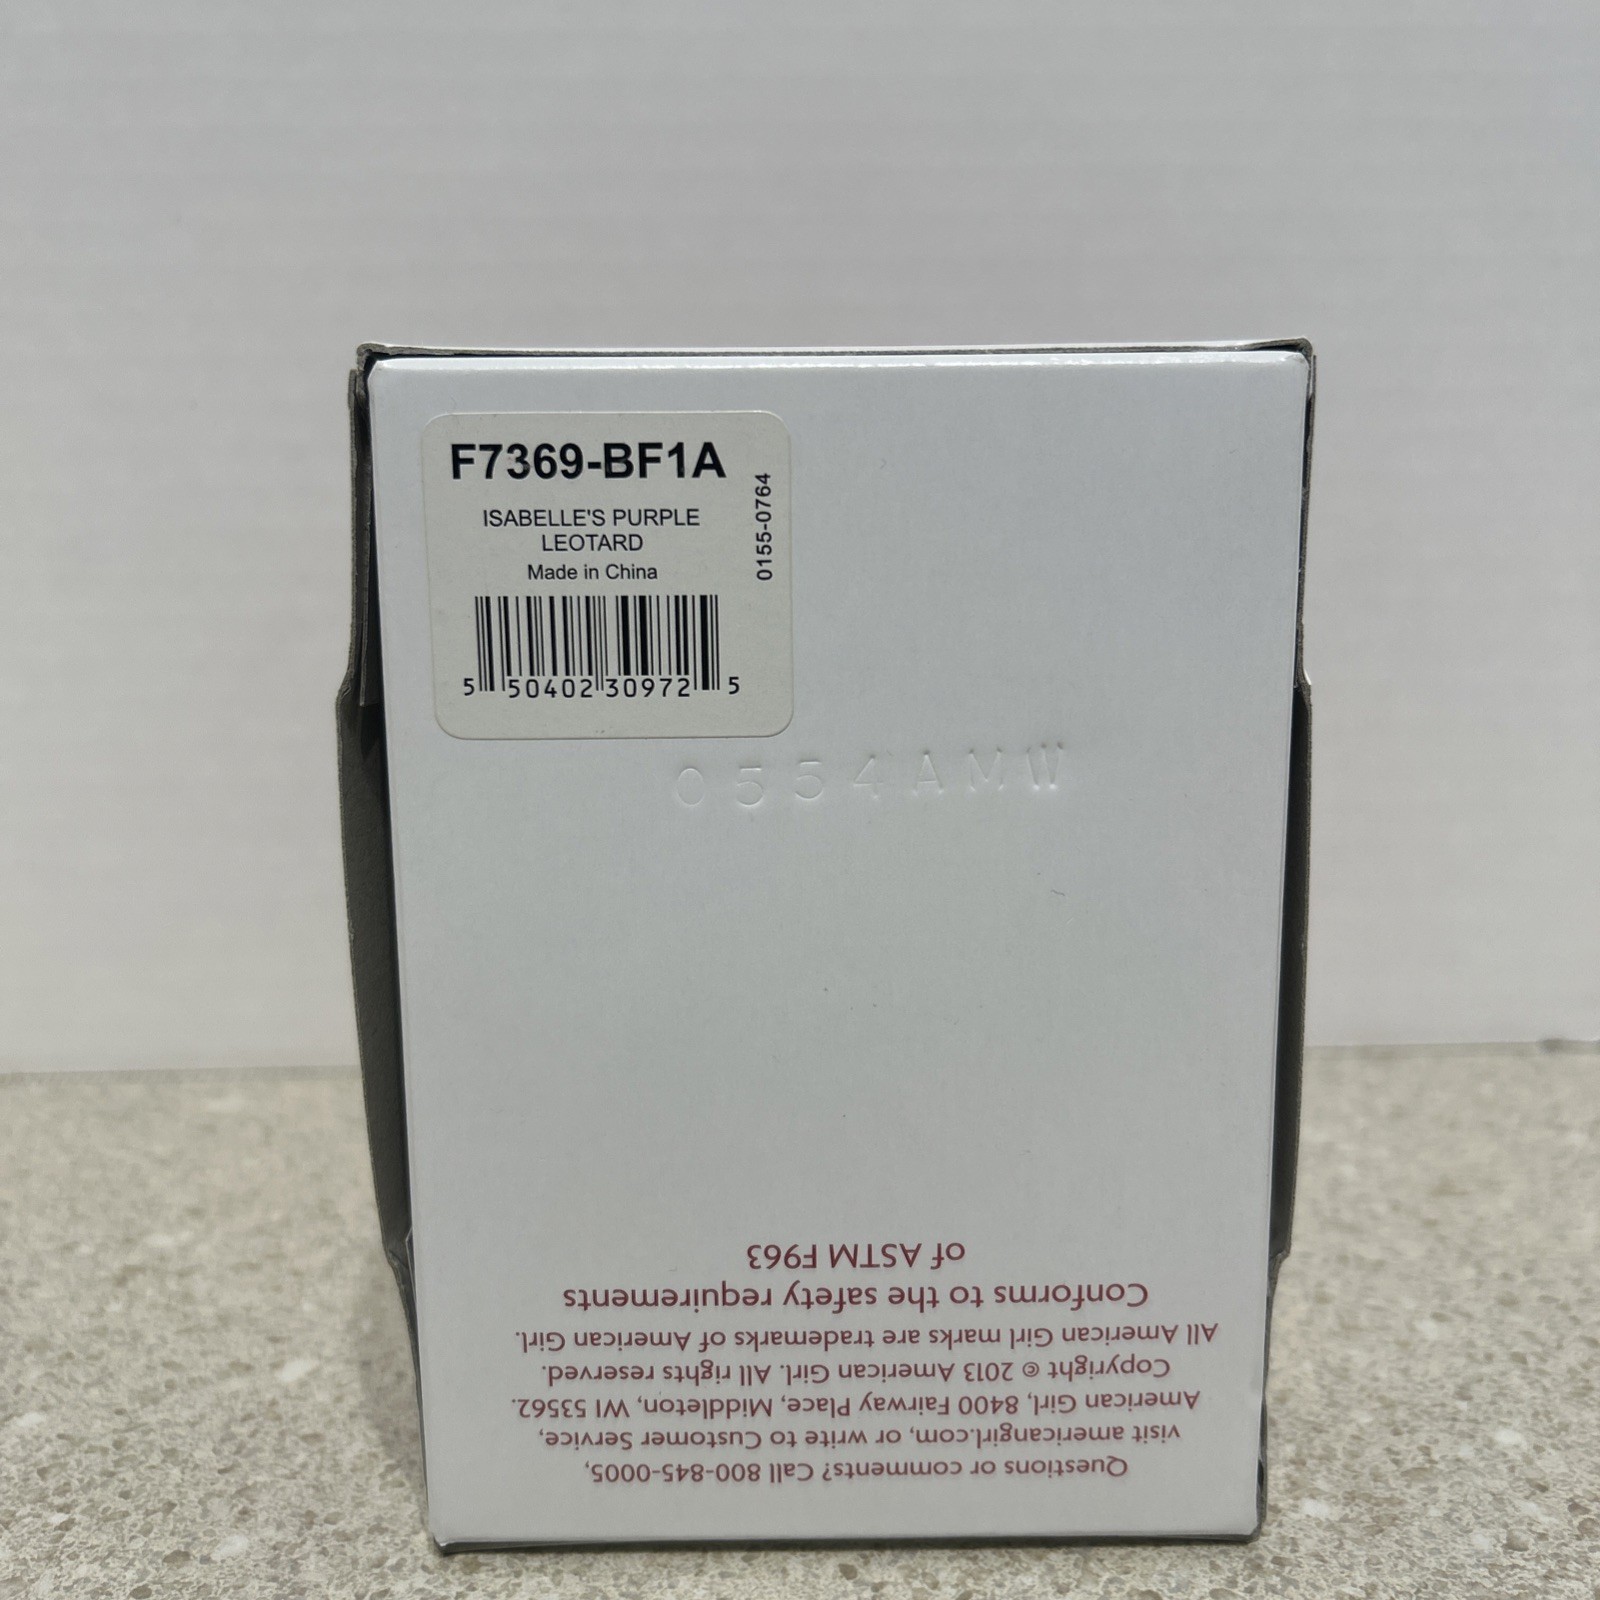 F7369-BF1A
ISABELLE'S PURPLE
LEOTARD
Made in China
5 50402 30972 5
0155-0764
0554AMW
Questions or comments? Call 800-845-0005,
visit americangirl.com, or write to Customer Service,
American Girl, 8400 Fairway Place, Middleton, WI 53562.
Copyright © 2013 American Girl. All rights reserved.
All American Girl marks are trademarks of American Girl.
Conforms to the safety requirements
of ASTM F963